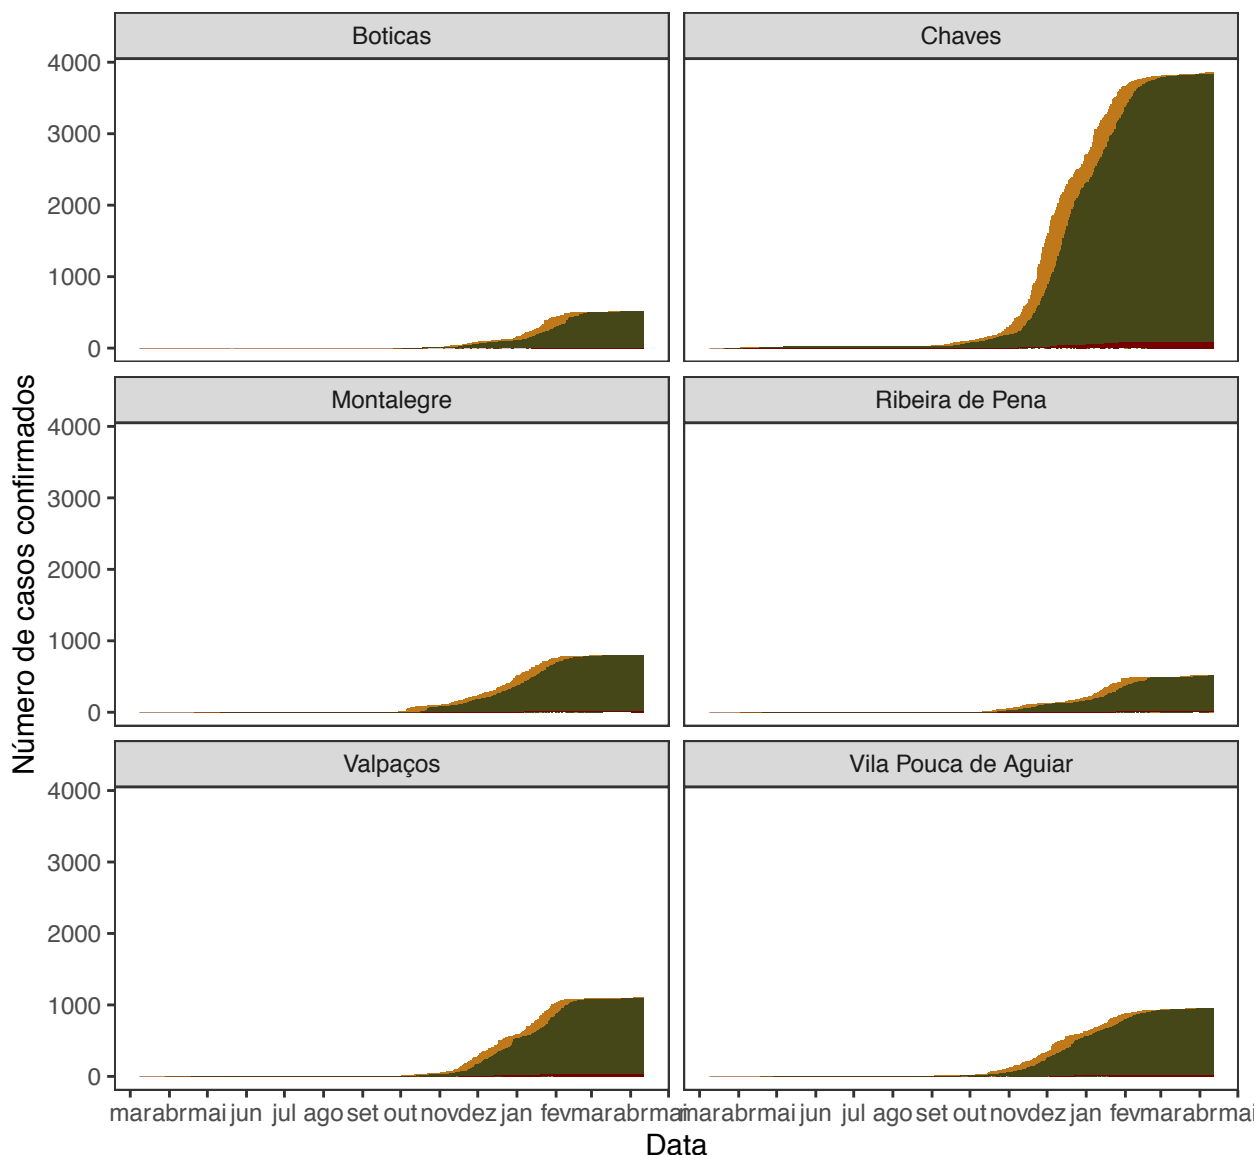 Boticas
Chaves
4000
3000
2000
1000
0
Montalegre
Ribeira de Pena
4000
3000
2000
1000
0
Valpaços
Vila Pouca de Aguiar
4000
3000
2000
1000
0
Número de casos confirmados
mar abr mai jun jul ago set out nov dez jan fev mar abr mai
mar abr mai jun jul ago set out nov dez jan fev mar abr mai
Data